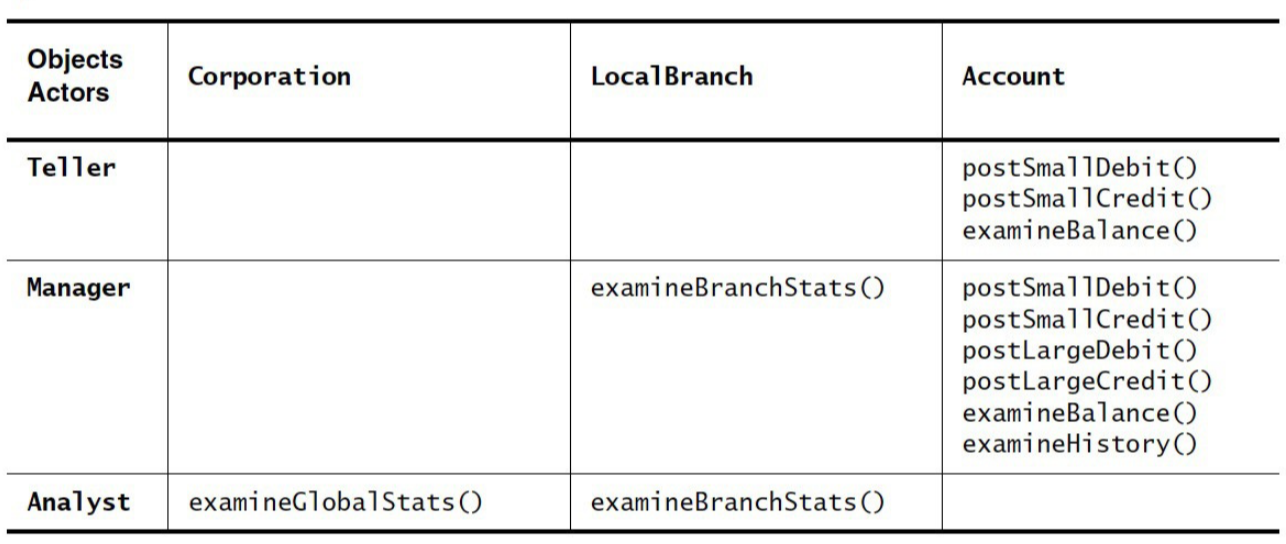 Objects
Actors
Corporation
LocalBranch
Account
Teller
postSmallDebit()
postSmallCredit()
examineBalance()
Manager
examineBranchStats()
postSmallDebit()
postSmallCredit()
postLargeDebit()
postLargeCredit()
examineBalance()
examineHistory()
Analyst
examineGlobalStats()
examineBranchStats()